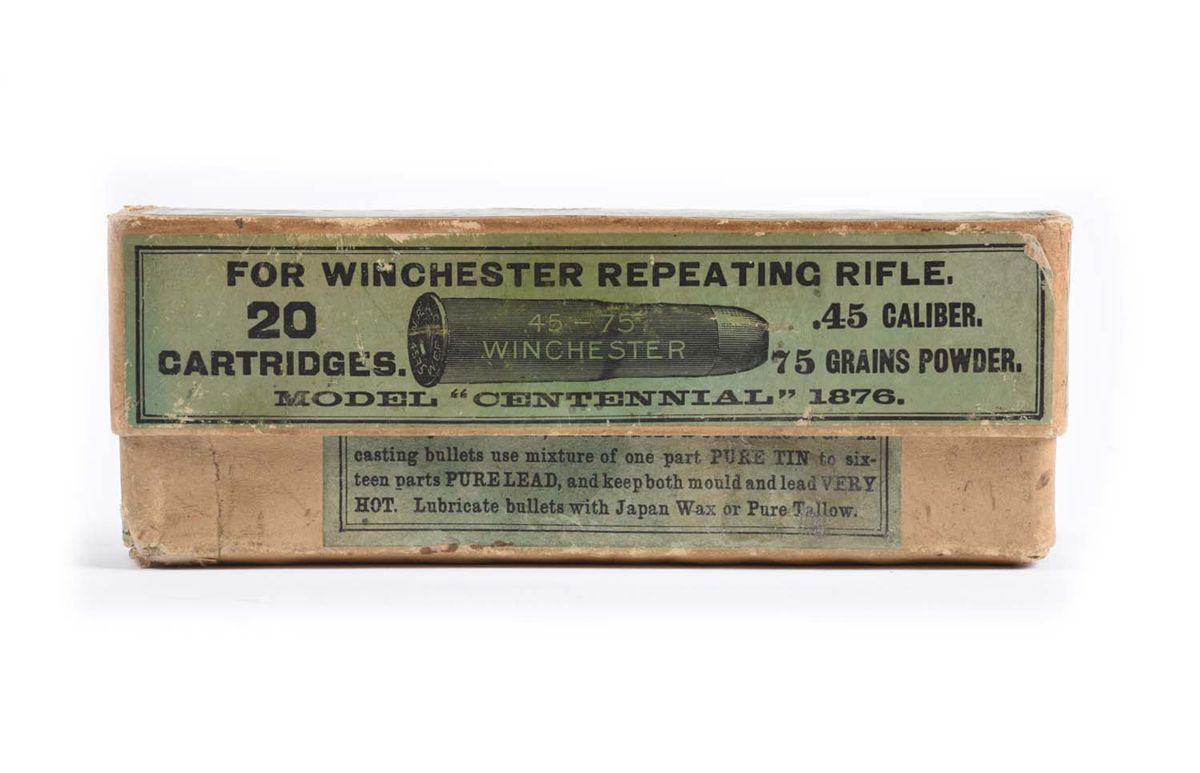 FOR WINCHESTER REPEATING RIFLE.
20
CARTRIDGES.
45-75
WINCHESTER
.45 CALIBER.
75 GRAINS POWDER.
MODEL "CENTENNIAL" 1876.
casting bullets use mixture of one part PURE TIN to six-
teen parts PURE LEAD, and keep both mould and lead VERY
HOT. Lubricate bullets with Japan Wax or Pure Tallow.